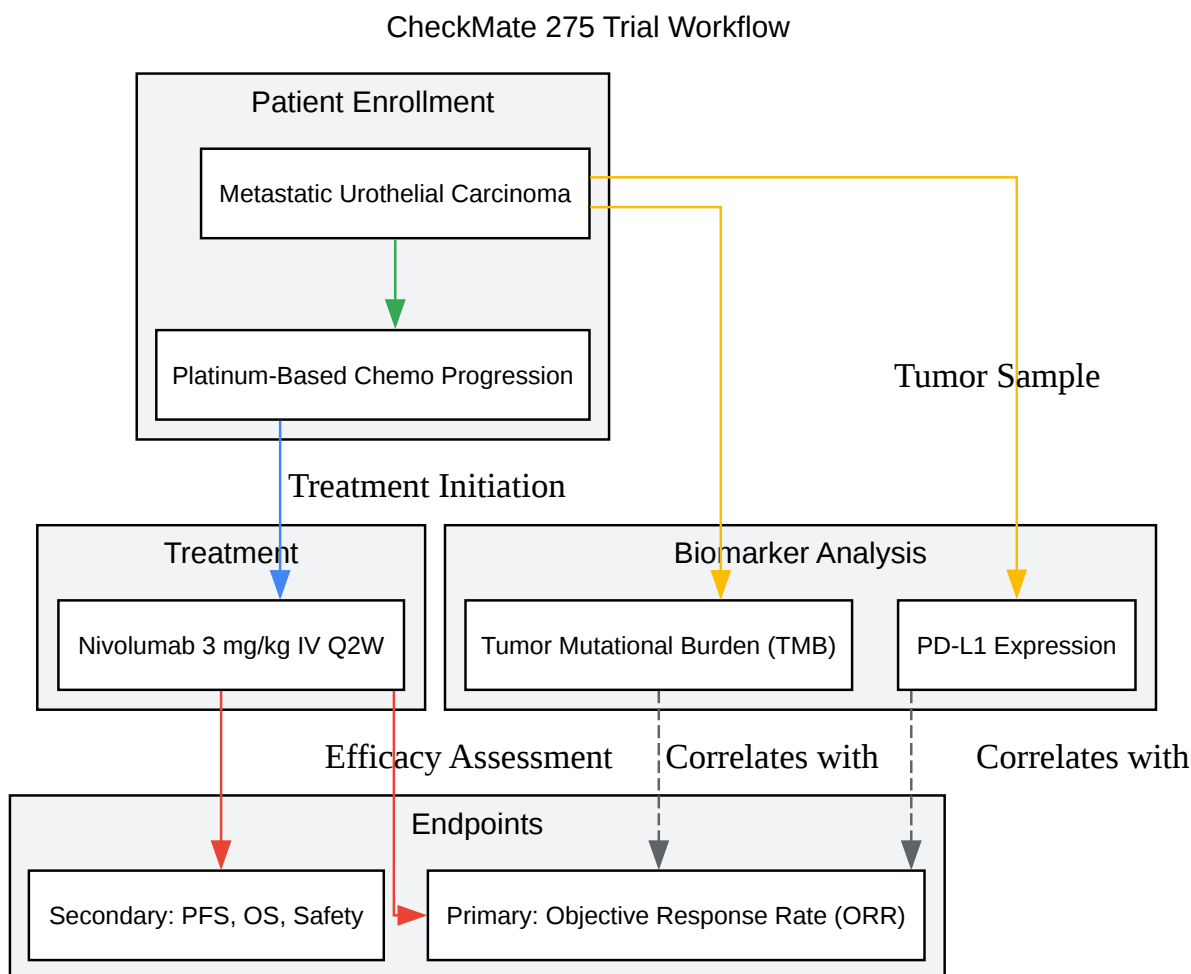 CheckMate 275 Trial Workflow
Patient Enrollment
Metastatic Urothelial Carcinoma
Platinum-Based Chemo Progression
Tumor Sample
Treatment Initiation
Treatment
Biomarker Analysis
Nivolumab 3 mg/kg IV Q2W
Tumor Mutational Burden (TMB)
PD-L1 Expression
Efficacy Assessment
Correlates with
Correlates with
Endpoints
Secondary: PFS, OS, Safety
Primary: Objective Response Rate (ORR)